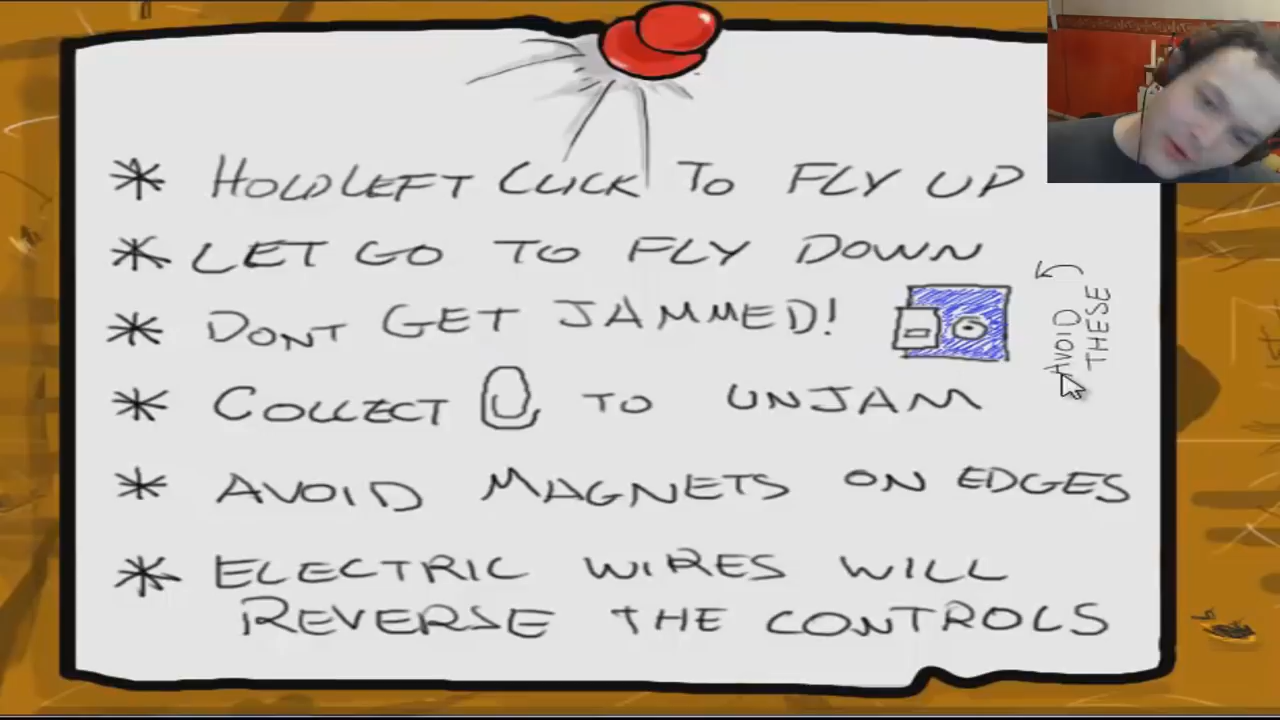 * HOLD LEFT CLICK TO FLY UP
* LET GO TO FLY DOWN
* DONT GET JAMMED!
AVOID
THESE
* COLLECT TO UNJAM
* AVOID MAGNETS ON EDGES
* ELECTRIC WIRES WILL
REVERSE THE CONTROLS